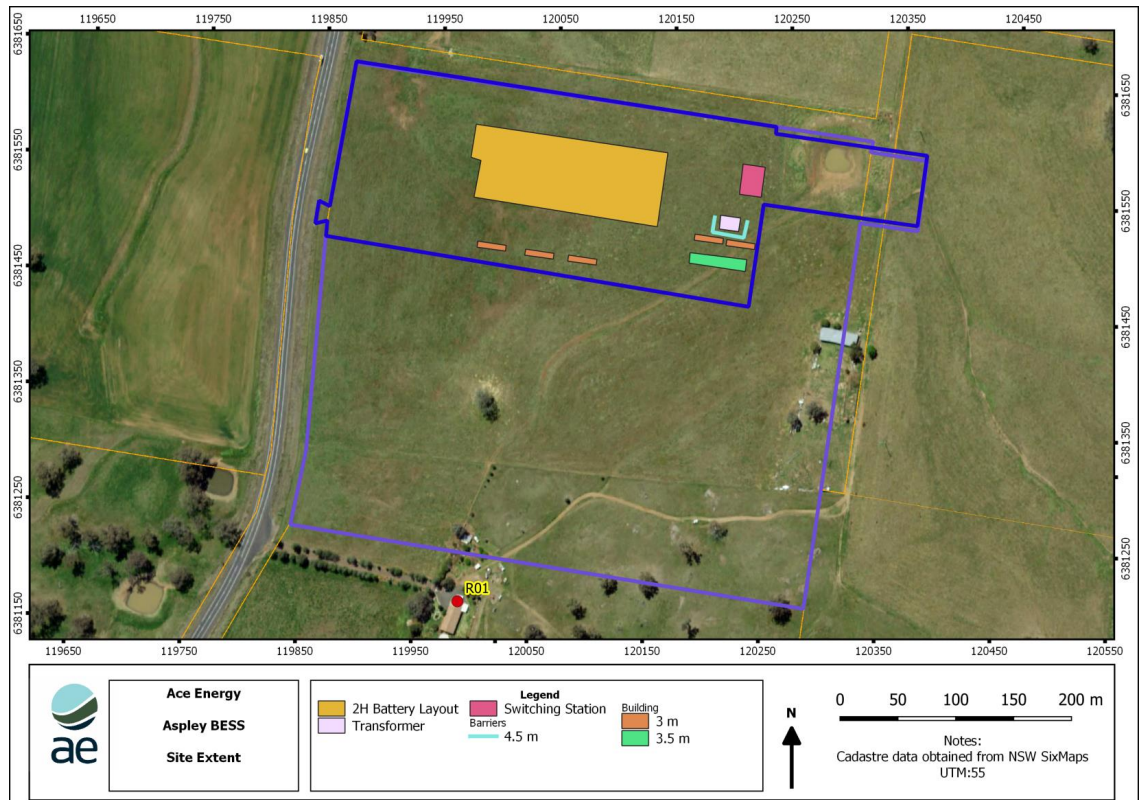 119650 119750 119850 119950 120050 120150 120250 120350 120450
6381650
6381550
6381450
6381350
6381250
6381150
6381650
6381550
6381450
6381350
6381250
R01
119650 119750 119850 119950 120050 120150 120250 120350 120450 120550
ae
Ace Energy
Aspley BESS
Site Extent
Legend
2H Battery Layout
Transformer
Switching Station
Barriers
4.5 m
Building
3 m
3.5 m
N
0 50 100 150 200 m
Notes:
Cadastre data obtained from NSW SixMaps
UTM:55